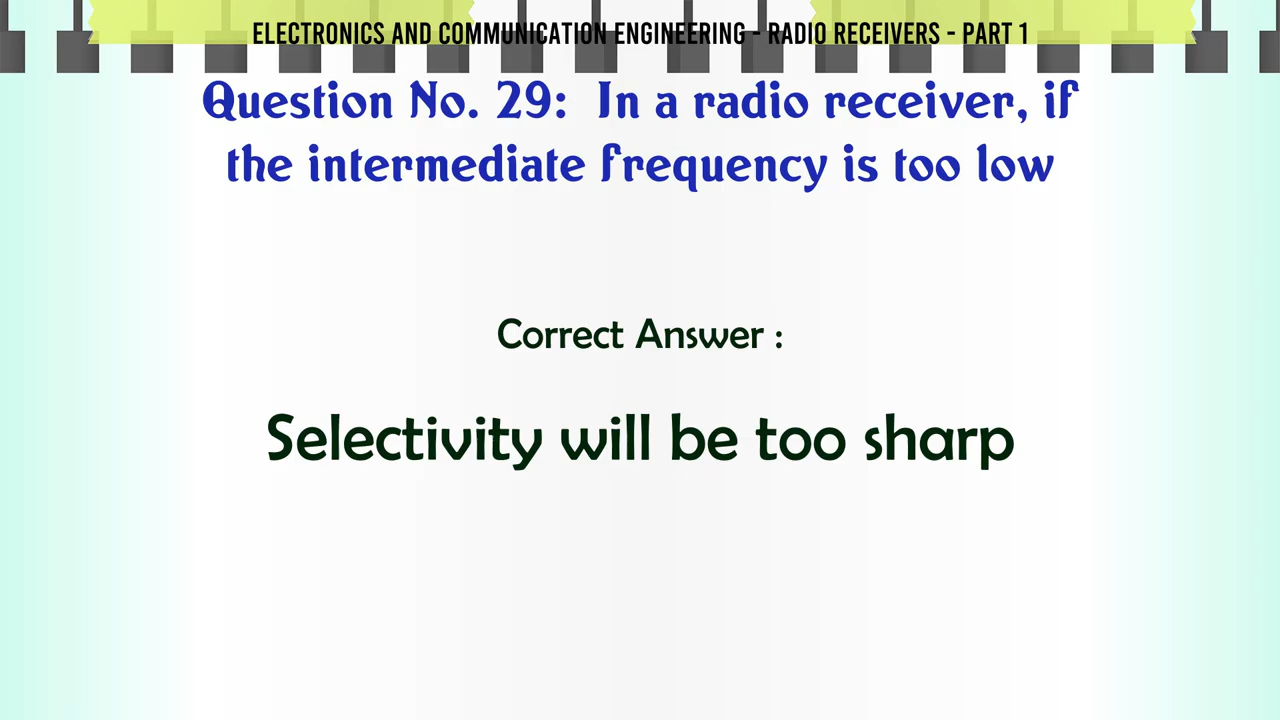 ELECTRONICS AND COMMUNICATION ENGINEERING - RADIO RECEIVERS - PART 1
Question No. 29: In a radio receiver, if
the intermediate frequency is too low
Correct Answer :
Selectivity will be too sharp